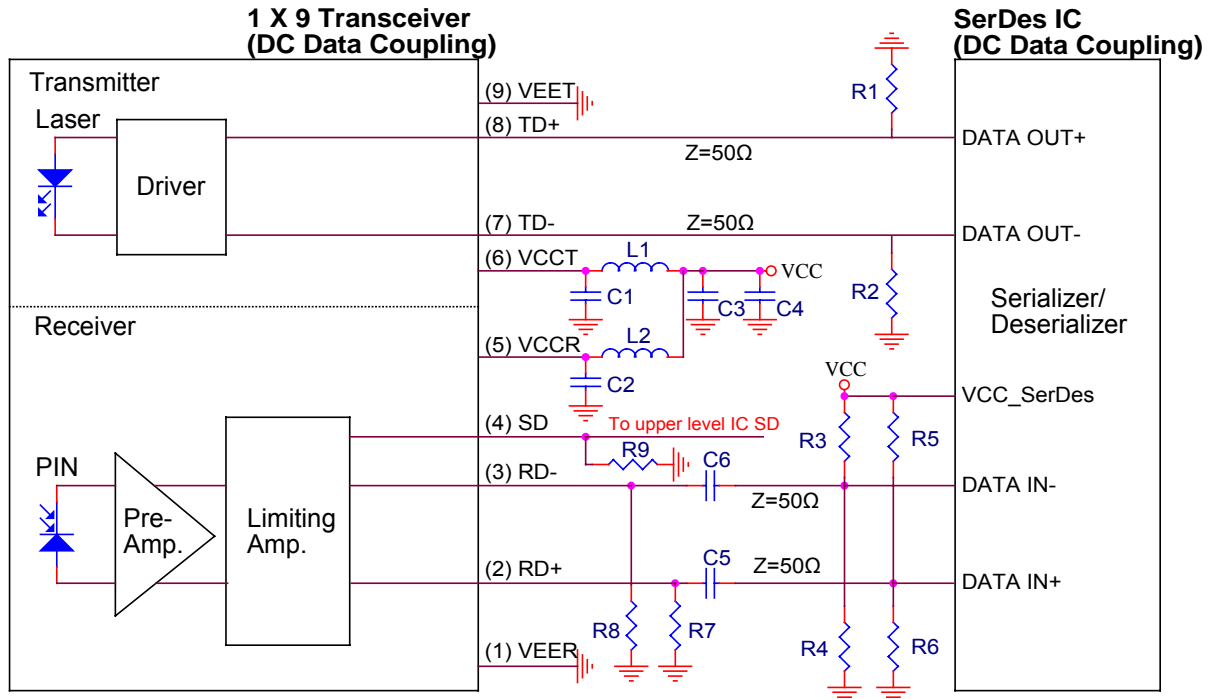 1 X 9 Transceiver
(DC Data Coupling)
SerDes IC
(DC Data Coupling)
Transmitter
Laser
Driver
(9) VEET
(8) TD+
Z=50Ω
R1
DATA OUT+
(7) TD-
Z=50Ω
DATA OUT-
(6) VCCT
L1
VCC
C1
C3
C4
R2
Serializer/
Deserializer
Receiver
(5) VCCR
L2
C2
VCC
VCC_SerDes
(4) SD
To upper level IC SD
R3
R5
R9
PIN
Pre-
Amp.
Limiting
Amp.
(3) RD-
C6
Z=50Ω
DATA IN-
(2) RD+
C5
Z=50Ω
DATA IN+
R8
R7
R4
R6
(1) VEER